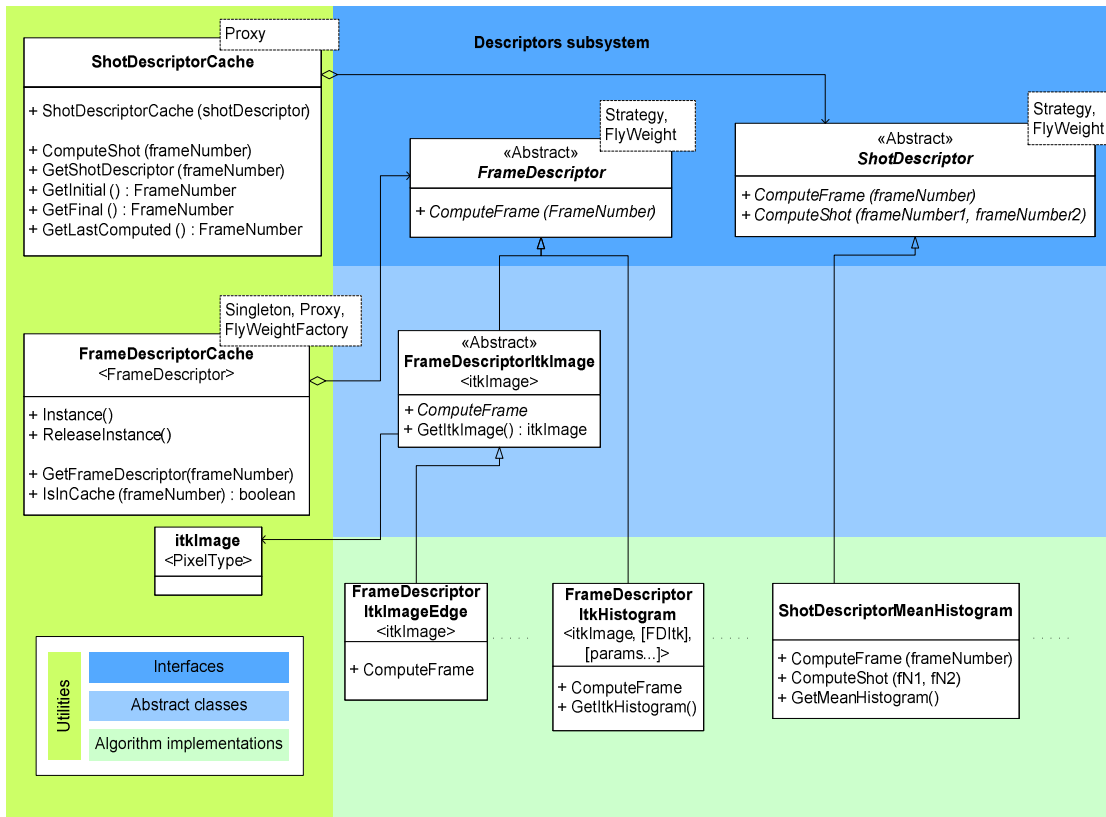 Proxy
ShotDescriptorCache
+ ShotDescriptorCache (shotDescriptor)
+ ComputeShot (frameNumber)
+ GetShotDescriptor (frameNumber)
+ GetInitial () : FrameNumber
+ GetFinal () : FrameNumber
+ GetLastComputed () : FrameNumber
Descriptors subsystem
Strategy,
FlyWeight
«Abstract»
FrameDescriptor
+ ComputeFrame (FrameNumber)
Strategy,
FlyWeight
«Abstract»
ShotDescriptor
+ ComputeFrame (frameNumber)
+ ComputeShot (frameNumber1, frameNumber2)
Singleton, Proxy,
FlyWeightFactory
FrameDescriptorCache
<FrameDescriptor>
+ Instance()
+ ReleaseInstance()
+ GetFrameDescriptor(frameNumber)
+ IsInCache (frameNumber) : boolean
«Abstract»
FrameDescriptorItkImage
<itkImage>
+ ComputeFrame
+ GetItkImage() : itkImage
itkImage
<PixelType>
FrameDescriptor
ItkImageEdge
<itkImage>
+ ComputeFrame
. . . . .
FrameDescriptor
ItkHistogram
<itkImage, [FDItk],
[params...]>
+ ComputeFrame
+ GetItkHistogram()
. . . . .
ShotDescriptorMeanHistogram
+ ComputeFrame (frameNumber)
+ ComputeShot (fN1, fN2)
+ GetMeanHistogram()
. . . . .
Utilities
Interfaces
Abstract classes
Algorithm implementations